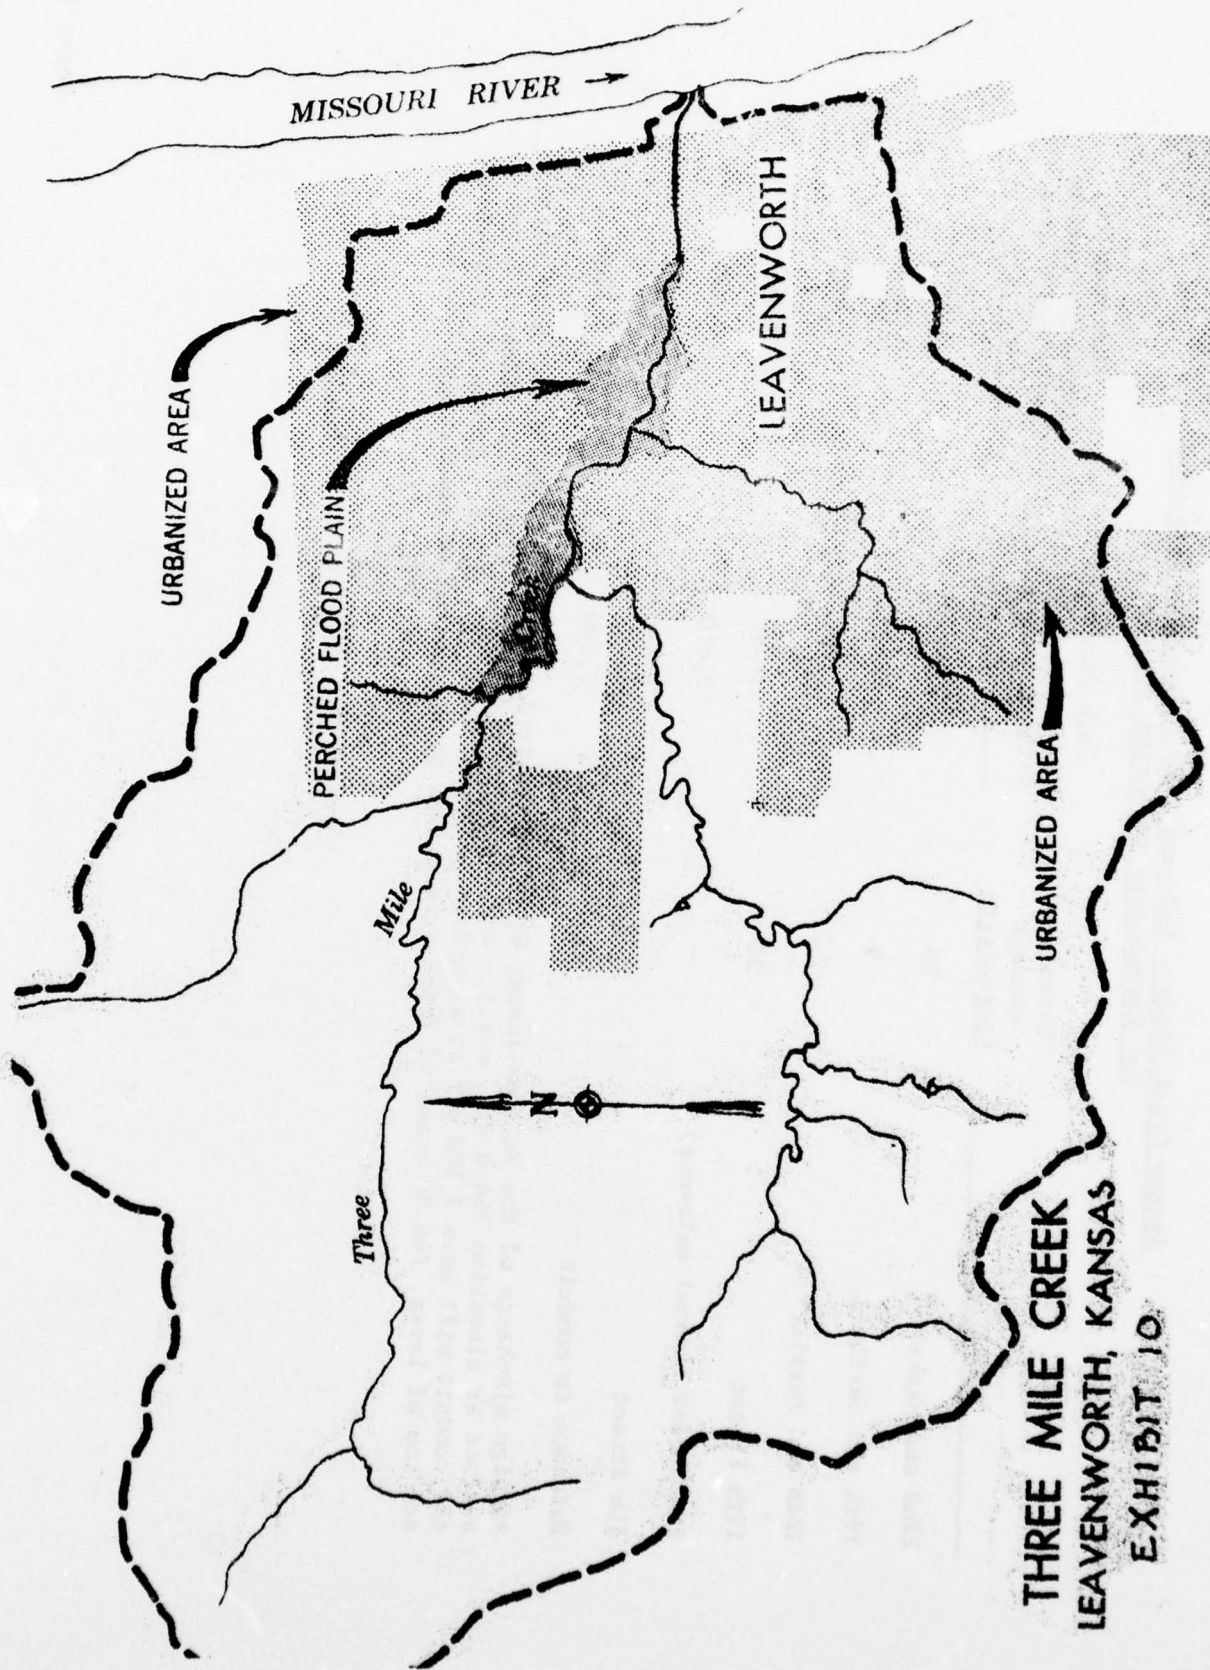 MISSOURI RIVER
URBANIZED AREA
PERCHED FLOOD PLAIN
LEAVENWORTH
Creek
Mile
Three
N
URBANIZED AREA
THREE MILE CREEK
LEAVENWORTH, KANSAS
EXHIBIT 10